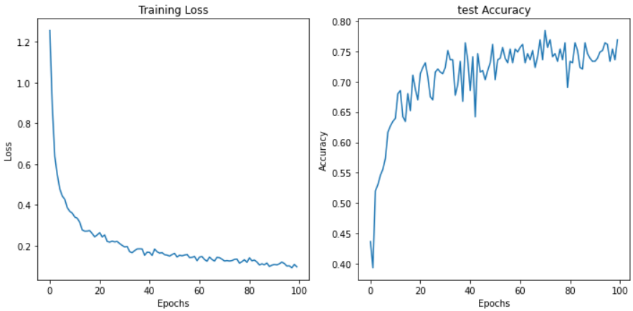 Training Loss
1.2
1.0
0.8
0.6
0.4
0.2
Loss
0 20 40 60 80 100
Epochs
test Accuracy
0.80
0.75
0.70
0.65
0.60
0.55
0.50
0.45
0.40
Accuracy
0 20 40 60 80 100
Epochs